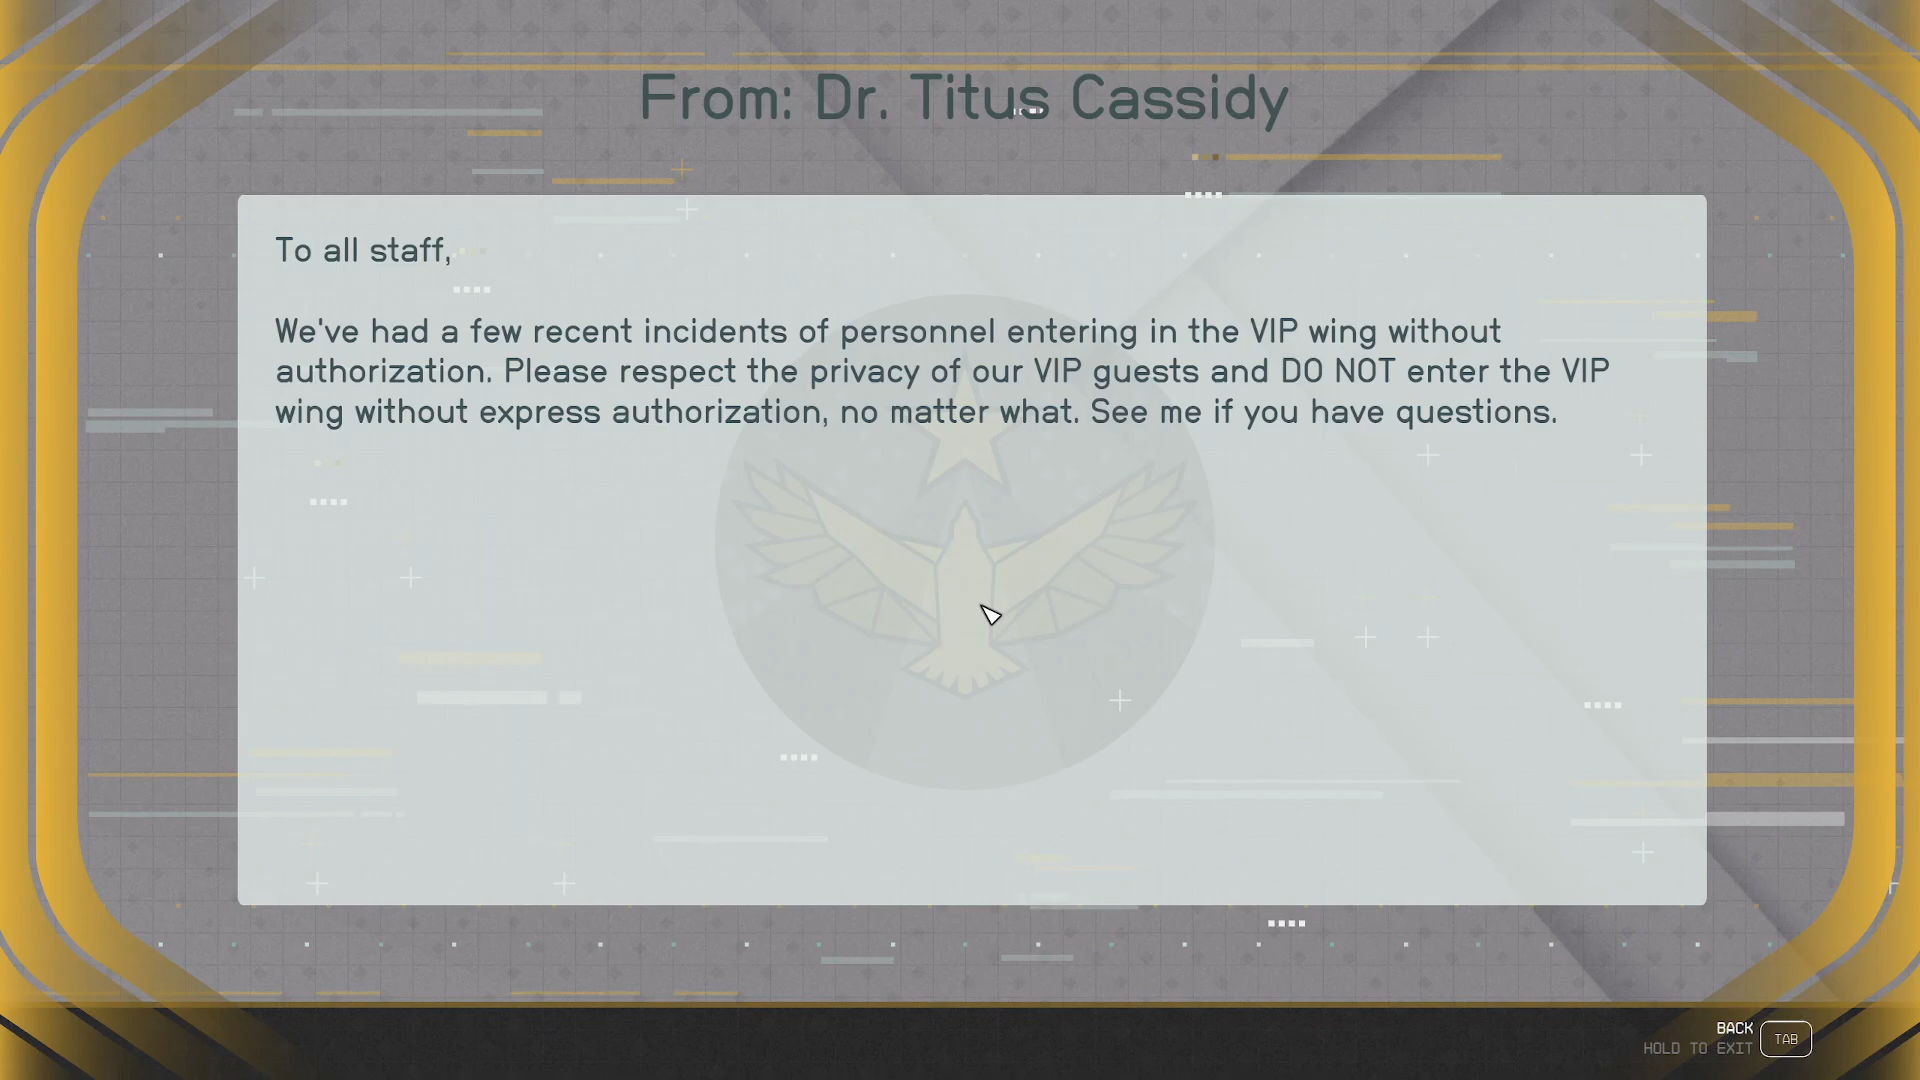 From: Dr. Titus Cassidy
To all staff,
We've had a few recent incidents of personnel entering in the VIP wing without
authorization. Please respect the privacy of our VIP guests and DO NOT enter the VIP
wing without express authorization, no matter what. See me if you have questions.
BACK
HOLD TO EXIT
TAB